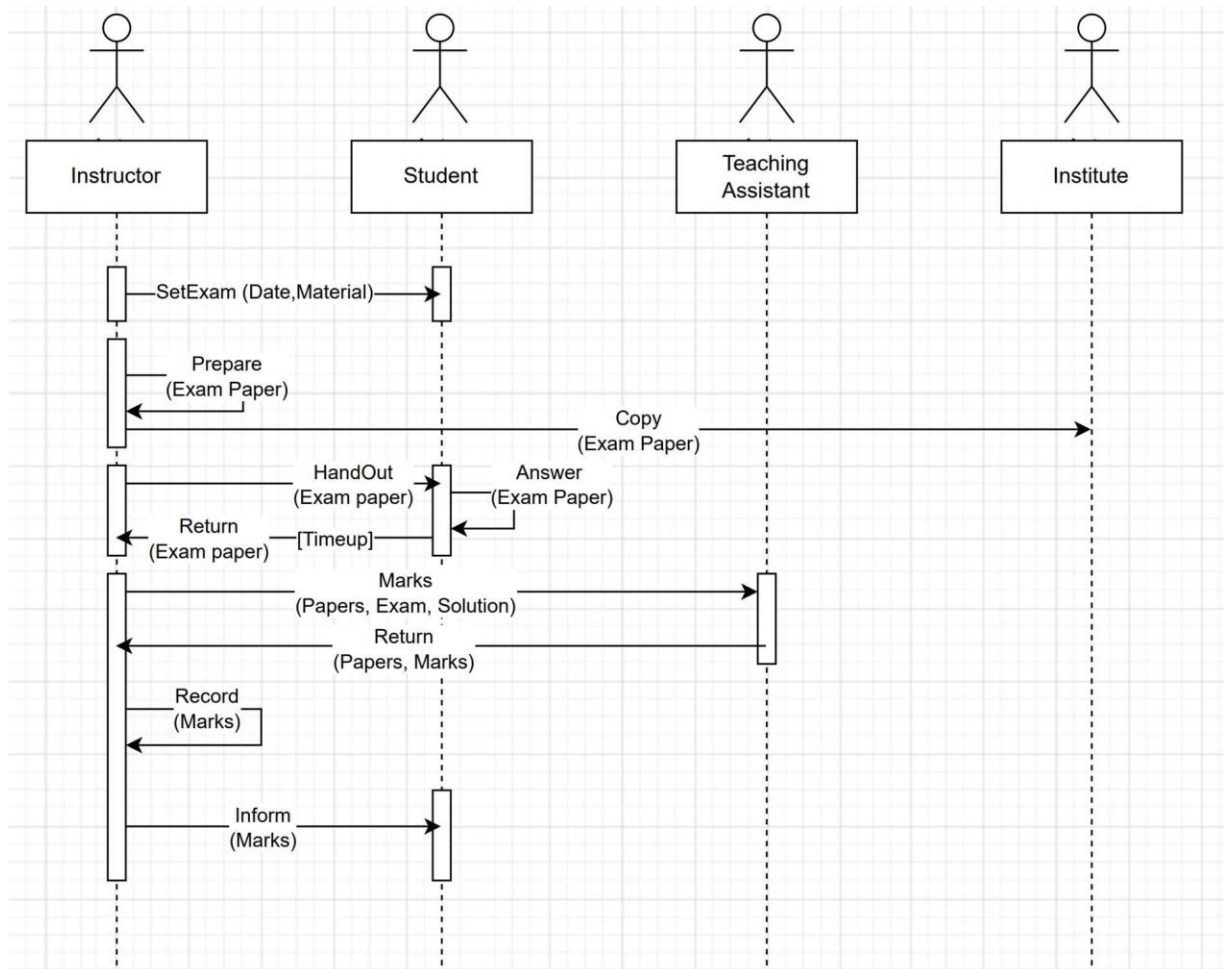 Instructor
Student
Teaching
Assistant
Institute
SetExam (Date,Material)
Prepare
(Exam Paper)
Copy
(Exam Paper)
HandOut
(Exam paper)
Answer
(Exam Paper)
Return
(Exam paper)
[Timeup]
Marks
(Papers, Exam, Solution)
Return
(Papers, Marks)
Record
(Marks)
Inform
(Marks)